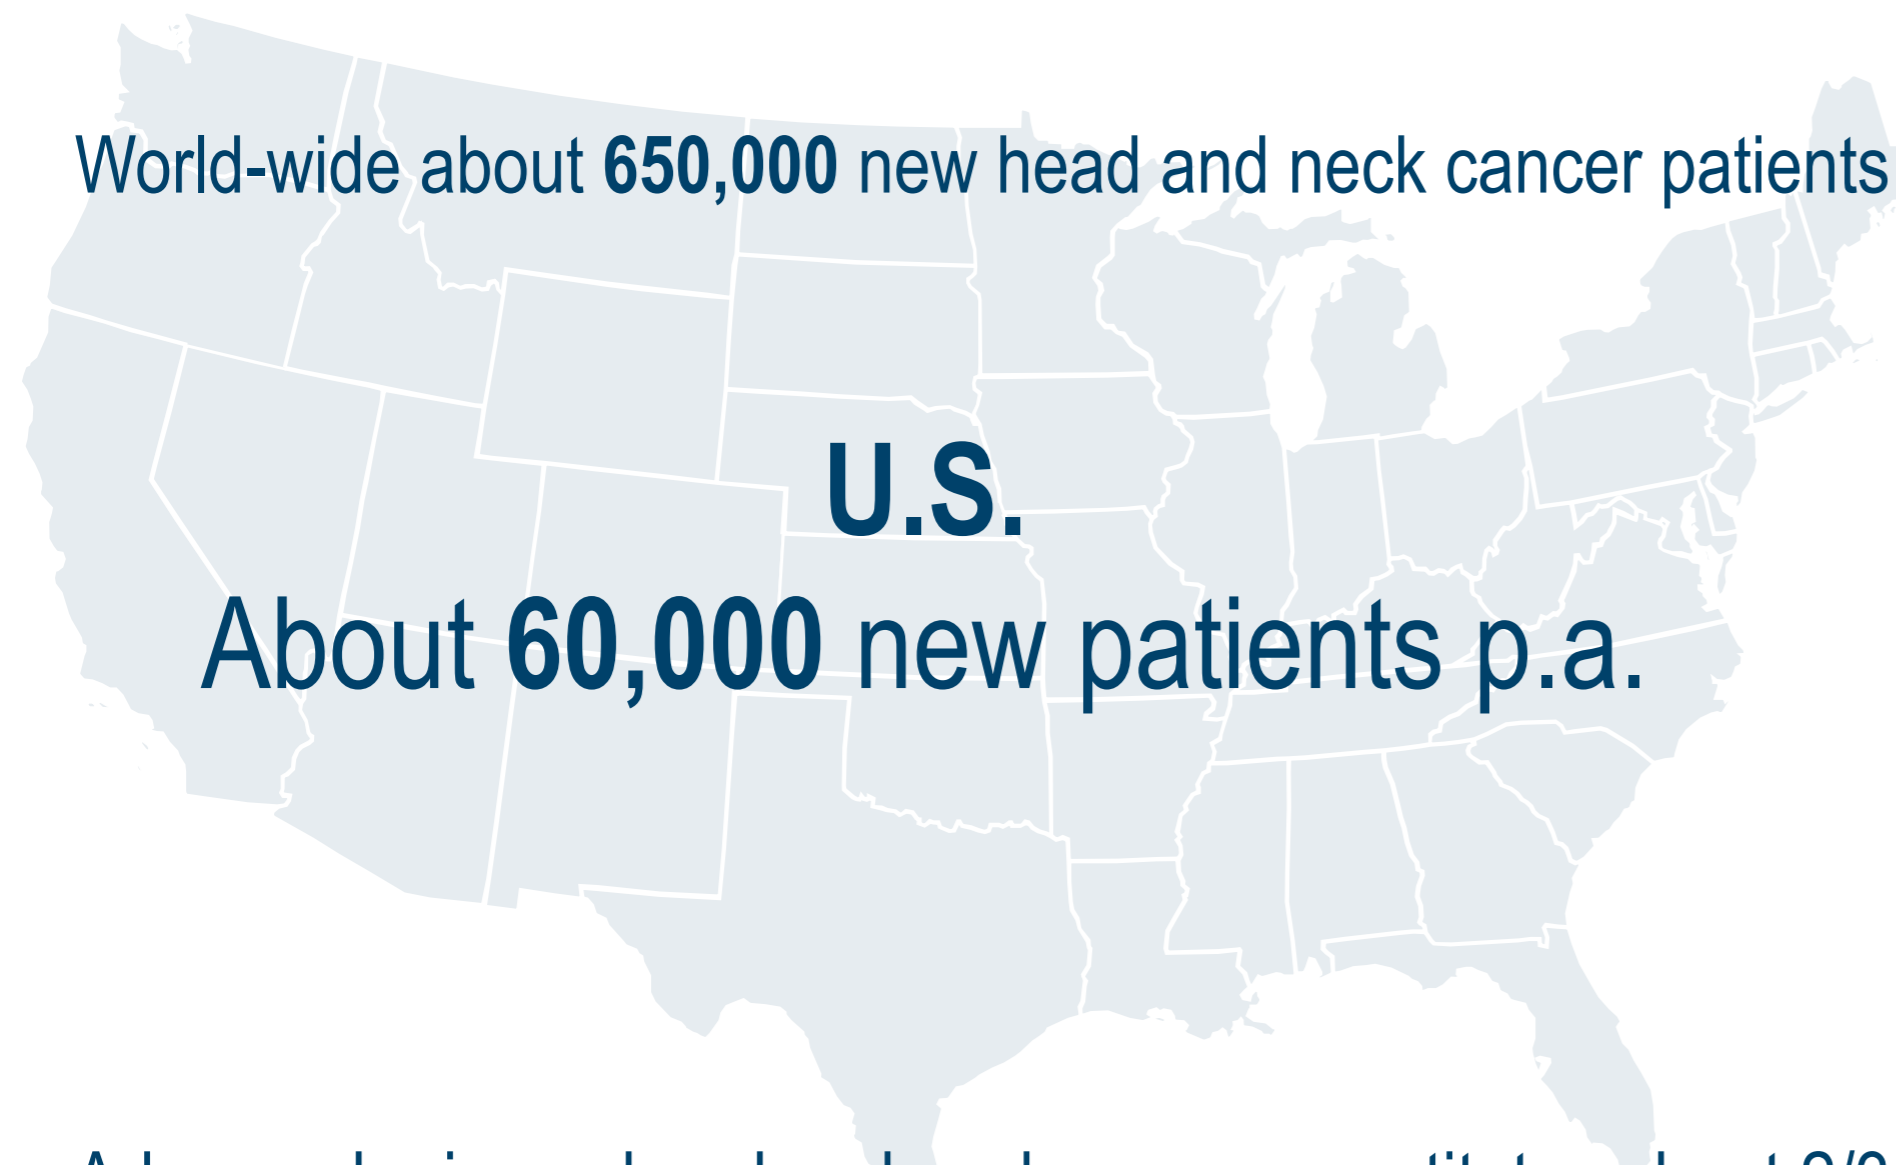 World-wide about 650,000 new head and neck cancer patients
U.S.
About 60,000 new patients p.a.